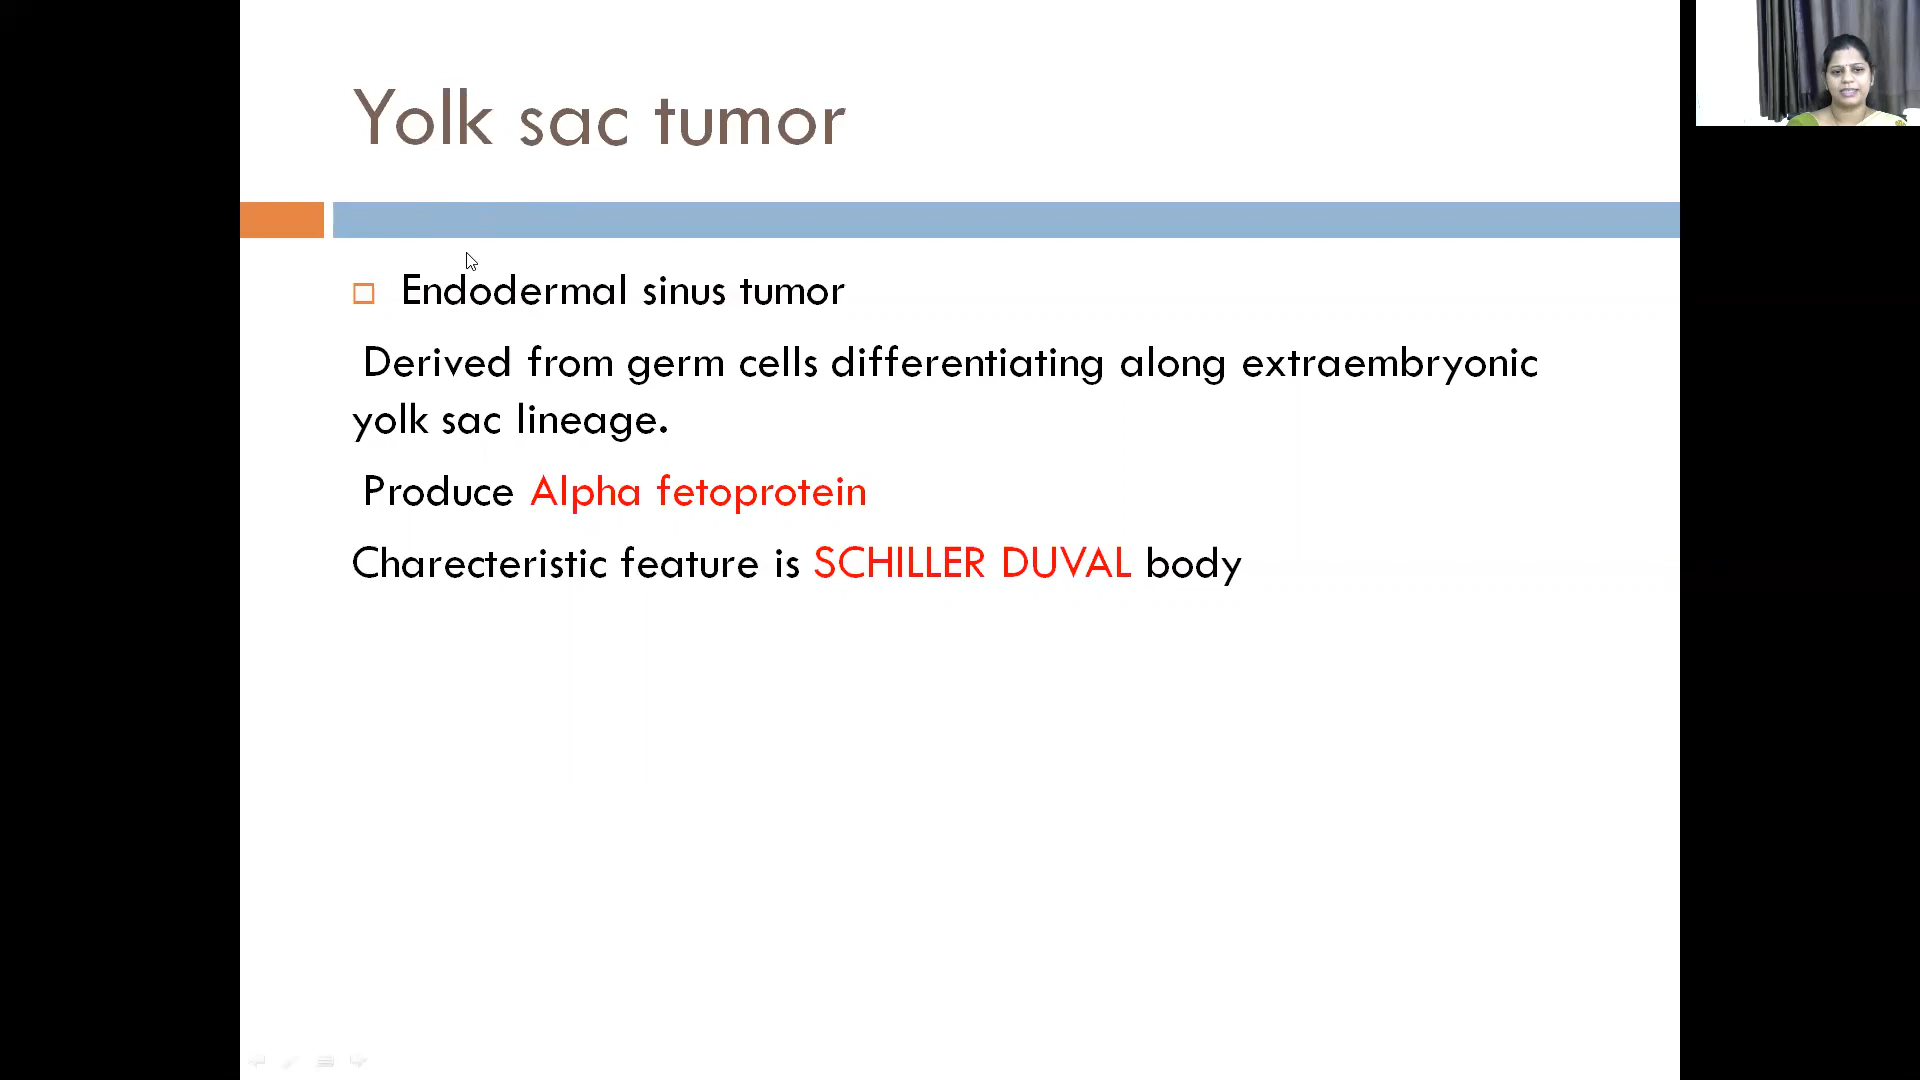 Yolk sac tumor
Endodermal sinus tumor
Derived from germ cells differentiating along extraembryonic
yolk sac lineage.
Produce Alpha fetoprotein
Charecteristic feature is SCHILLER DUVAL body